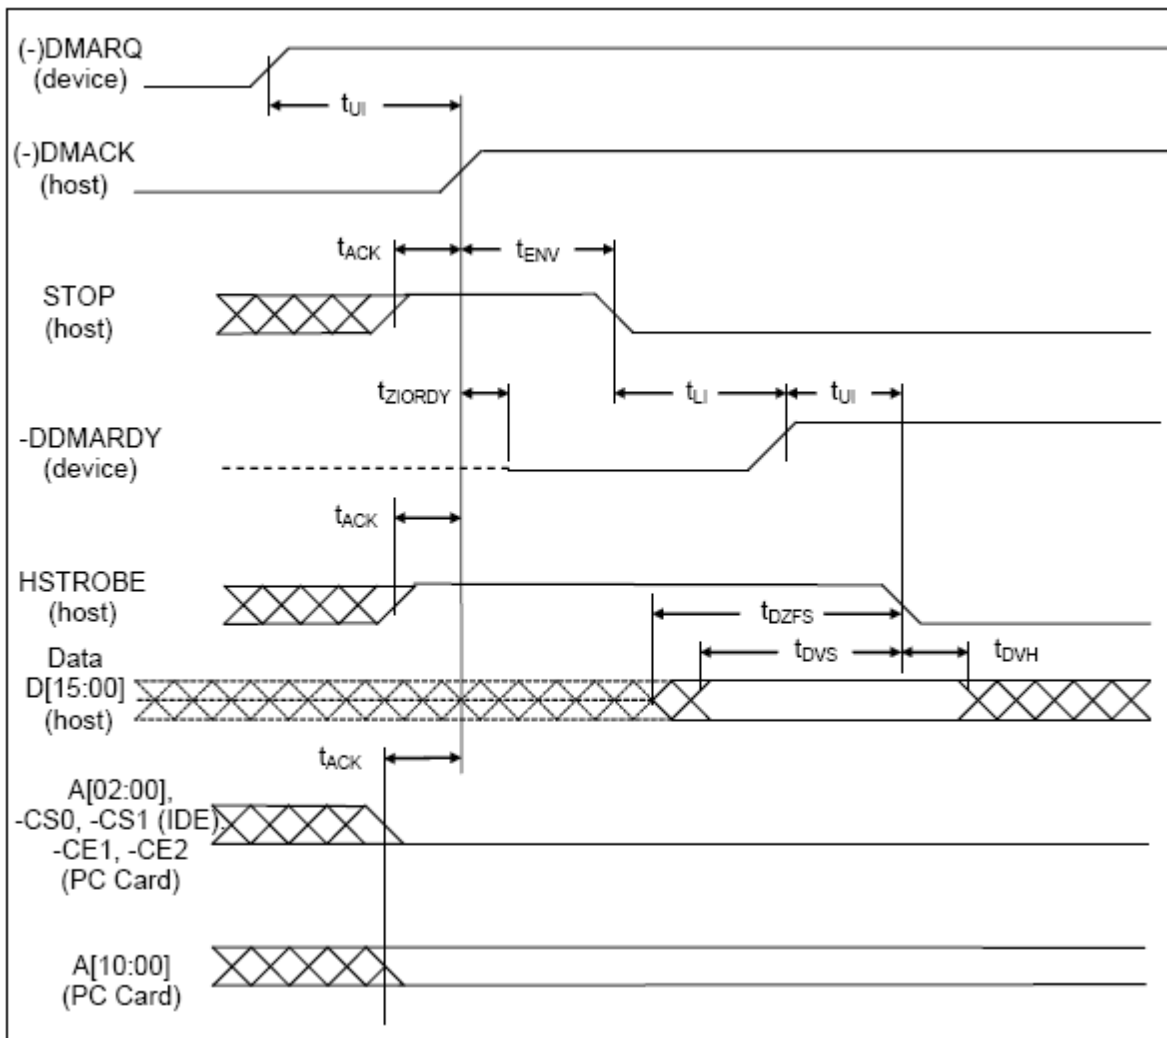 (-)DMARQ
(device)
tUI
(-)DMACK
(host)
tACK
tENV
STOP
(host)
tZIORDY
tLI
tUI
-DDMARDY
(device)
tACK
HSTROBE
(host)
tDZFS
tDVS
tDVH
Data
D[15:00]
(host)
tACK
A[02:00],
-CS0, -CS1 (IDE),
-CE1, -CE2
(PC Card)
A[10:00]
(PC Card)